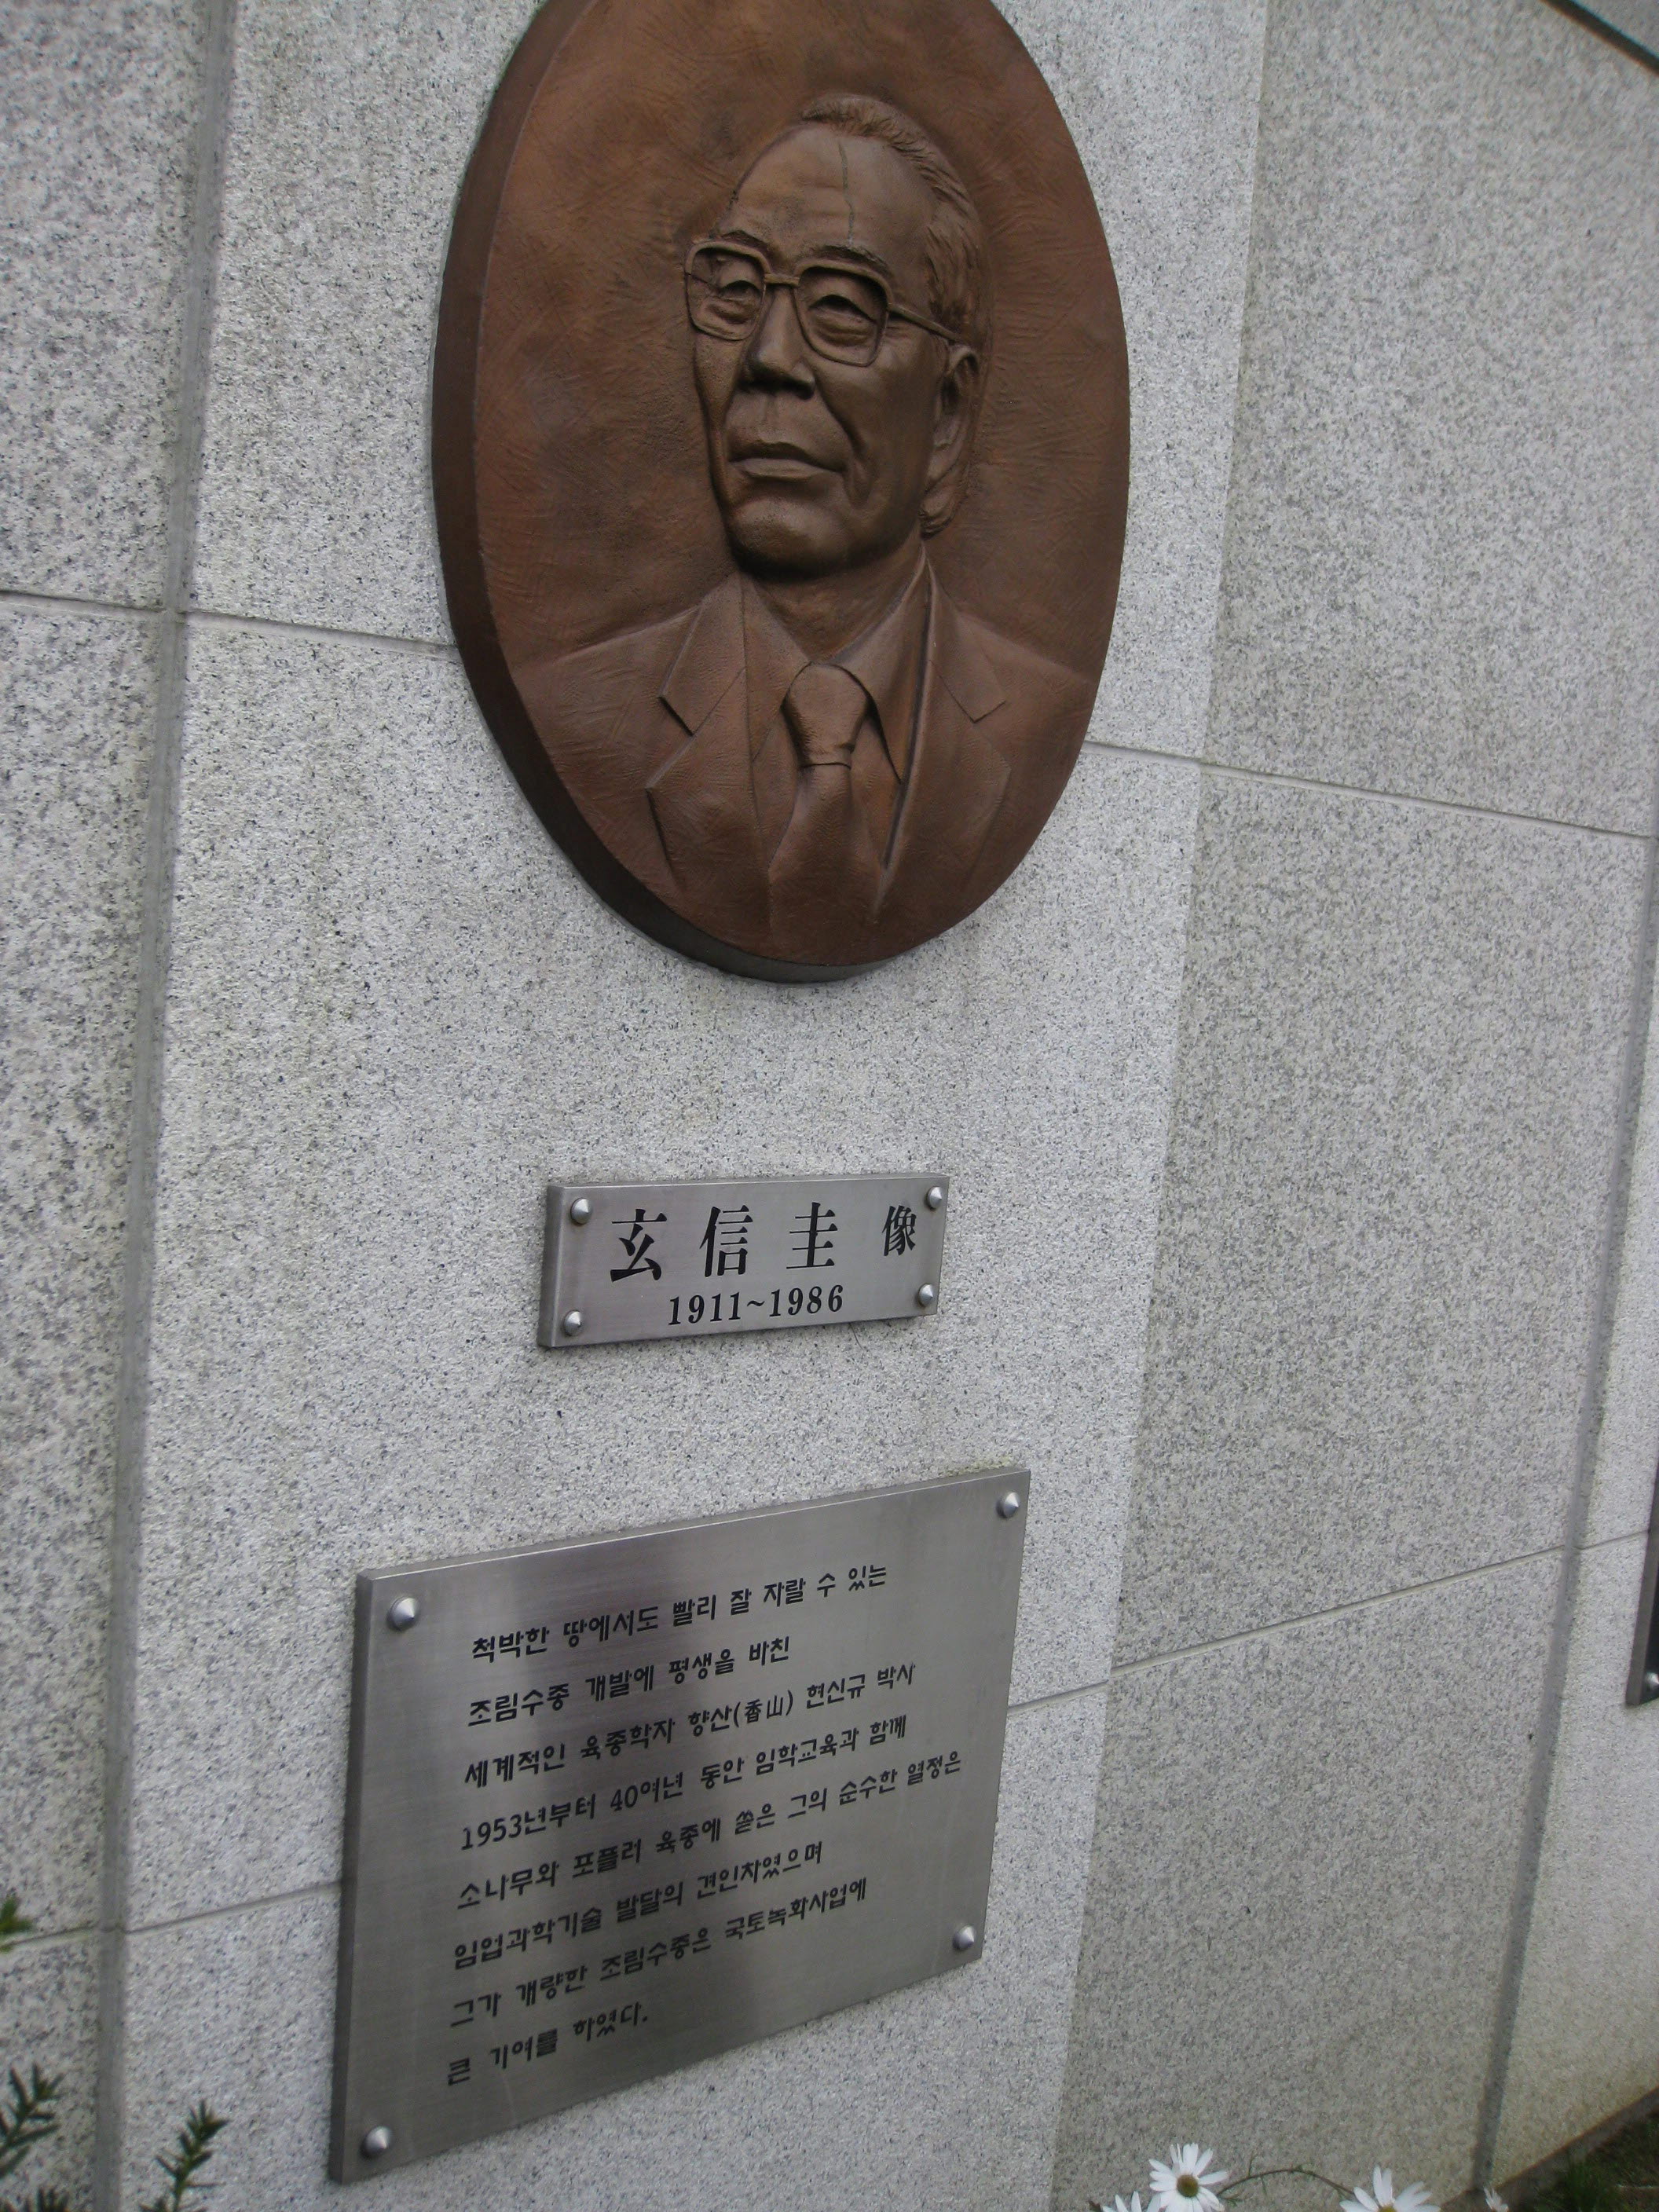 玄信圭 像
1911~1986
척박한 땅에서도 빨리 잘 자랄 수 있는
조림수종 개발에 평생을 바친
세계적인 육종학자 향산(香山) 현신규 박사
1953년부터 40여년 동안 임학교육과 함께
소나무와 포플러 육종에 쏟은 그의 순수한 열정은
임업과학기술 발달의 견인차였으며
그가 개량한 조림수종은 국토녹화사업에
큰 기여를 하였다.